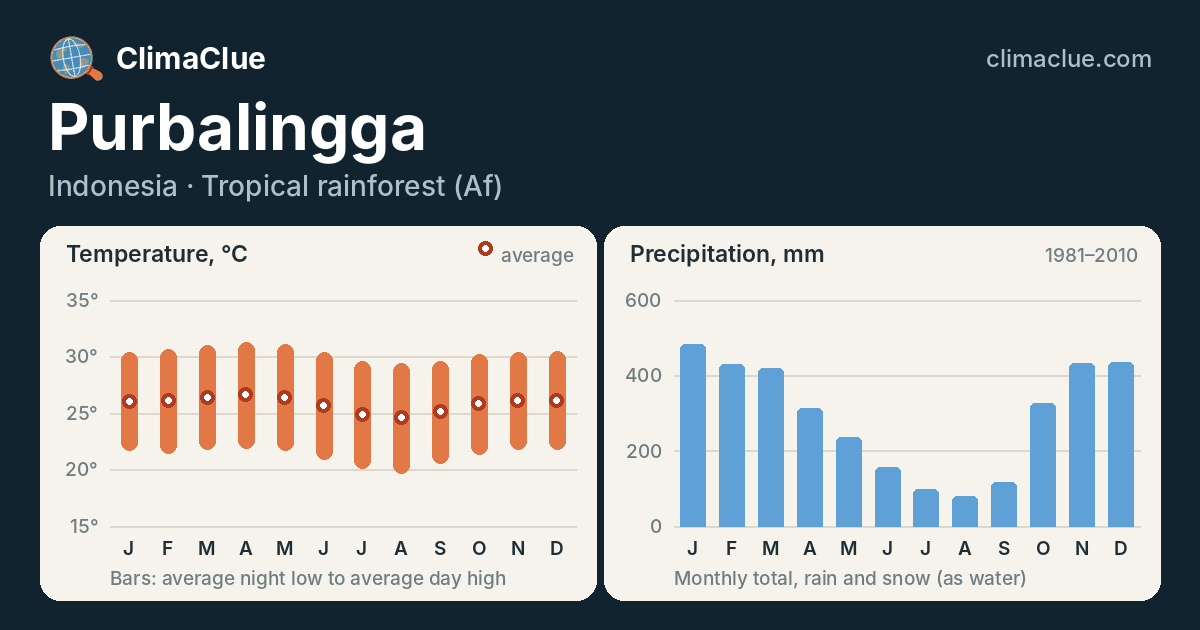 ClimaClue
climaclue.com
Purbalingga
Indonesia · Tropical rainforest (Af)
Temperature, °C
average
35°
30°
25°
20°
15°
J F M A M J J A S O N D
Bars: average night low to average day high
Precipitation, mm
1981–2010
600
400
200
0
J F M A M J J A S O N D
Monthly total, rain and snow (as water)